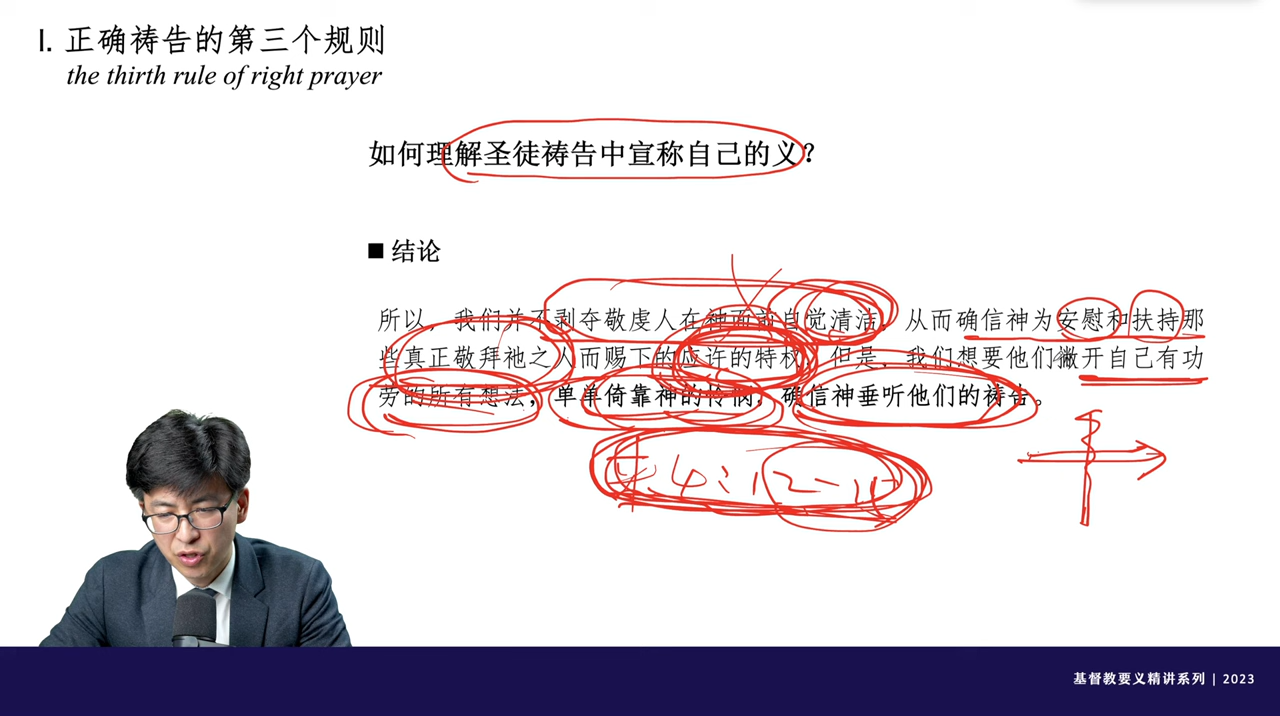 I. 正确祷告的第三个规则
the thirth rule of right prayer
如何理解圣徒祷告中宣称自己的义?
■ 结论
所以，我们并不剥夺敬虔人在神面前自觉清洁，从而确信神为安慰和扶持那
些真正敬拜祂之人而赐下的应许的特权，但是，我们想要他们撇开自己有功
劳的所有想法，单单倚靠神的怜悯，确信神垂听他们的祷告。
4:12-
基督教要义精讲系列 | 2023